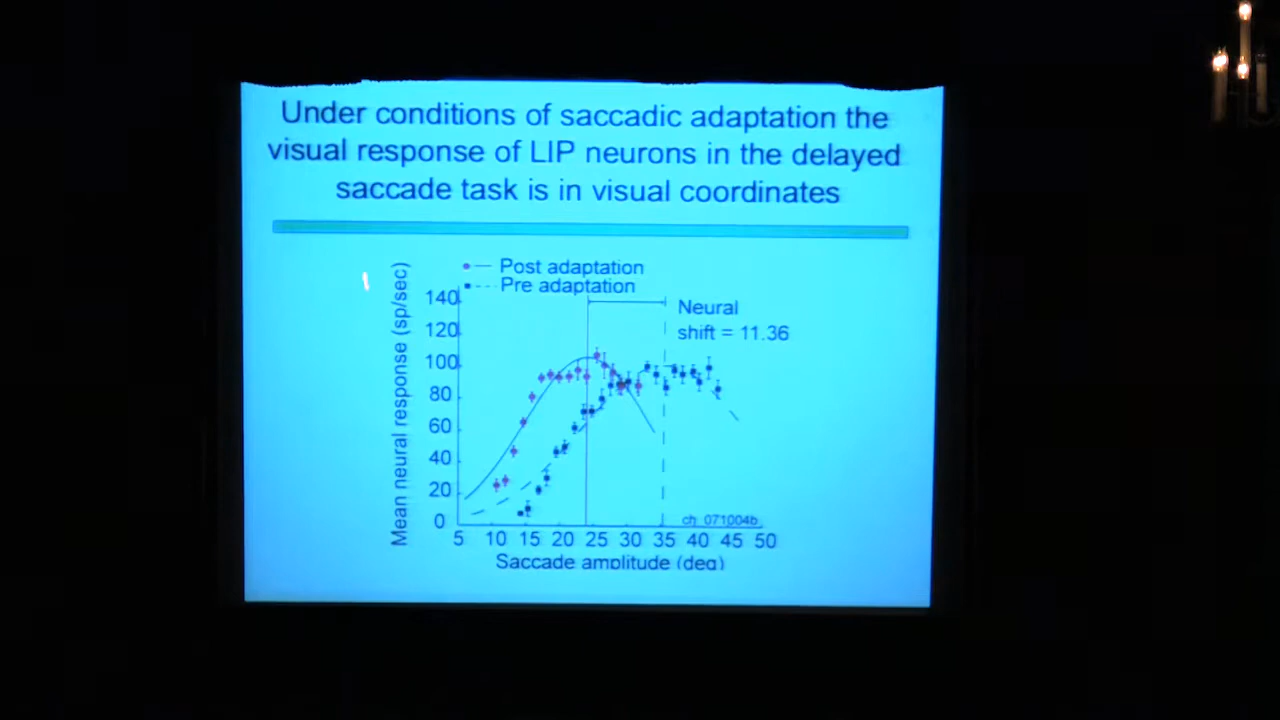 Under conditions of saccadic adaptation the
visual response of LIP neurons in the delayed
saccade task is in visual coordinates
Post adaptation
Pre adaptation
Neural
shift = 11.36
Mean neural response (sp/sec)
140
120
100
80
60
40
20
0
ch 071004b
5 10 15 20 25 30 35 40 45 50
Saccade amplitude (deg)